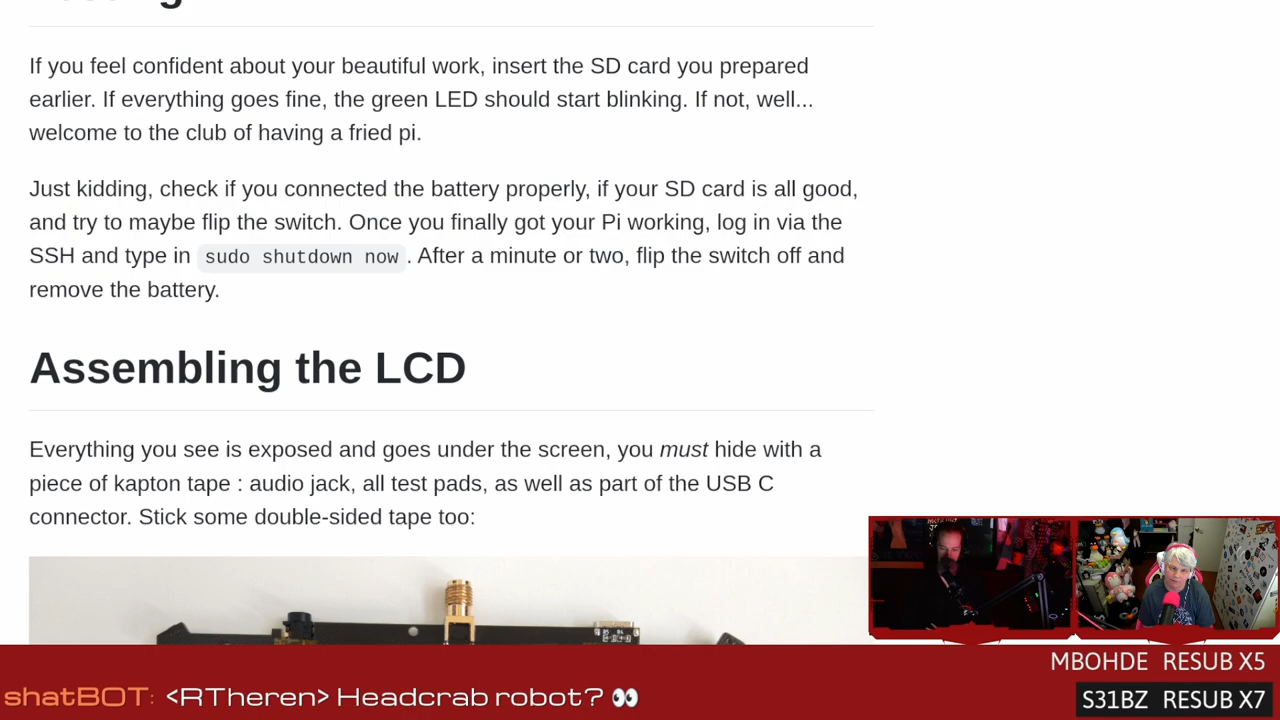 If you feel confident about your beautiful work, insert the SD card you prepared
earlier. If everything goes fine, the green LED should start blinking. If not, well...
welcome to the club of having a fried pi.
Just kidding, check if you connected the battery properly, if your SD card is all good,
and try to maybe flip the switch. Once you finally got your Pi working, log in via the
SSH and type in sudo shutdown now . After a minute or two, flip the switch off and
remove the battery.
Assembling the LCD
Everything you see is exposed and goes under the screen, you must hide with a
piece of kapton tape : audio jack, all test pads, as well as part of the USB C
connector. Stick some double-sided tape too:
MBOHDE RESUB X5
shatBOT: <RTheren> Headcrab robot? 👀
S31BZ RESUB X7